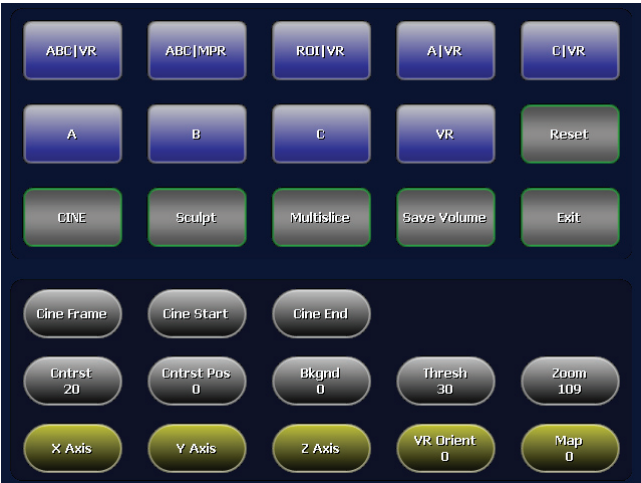 ABC|VR ABC|MPR ROI|VR A|VR C|VR
A B C VR Reset
CINE Sculpt Multislice Save Volume Exit
Cine Frame Cine Start Cine End
Cntrst Cntrst Pos Bkgnd Thresh Zoom
20 0 0 30 109
X Axis Y Axis Z Axis VR Orient Map
0 0